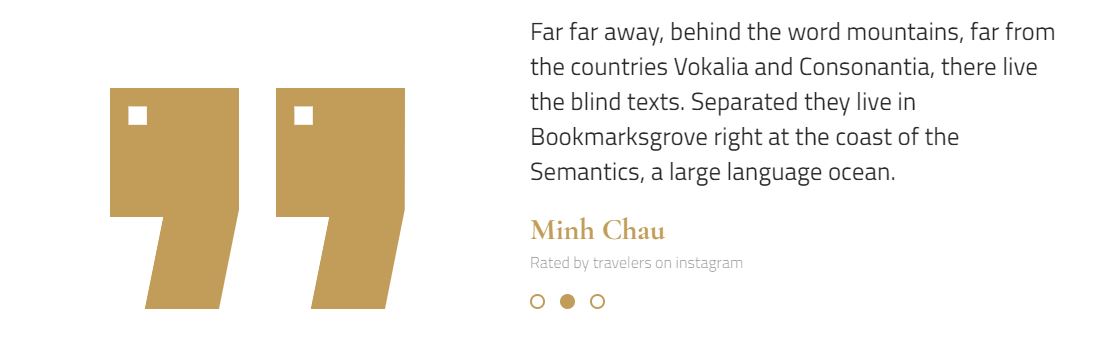 Far far away, behind the word mountains, far from
the countries Vokalia and Consonantia, there live
the blind texts. Separated they live in
Bookmarksgrove right at the coast of the
Semantics, a large language ocean.
Minh Chau
Rated by travelers on instagram